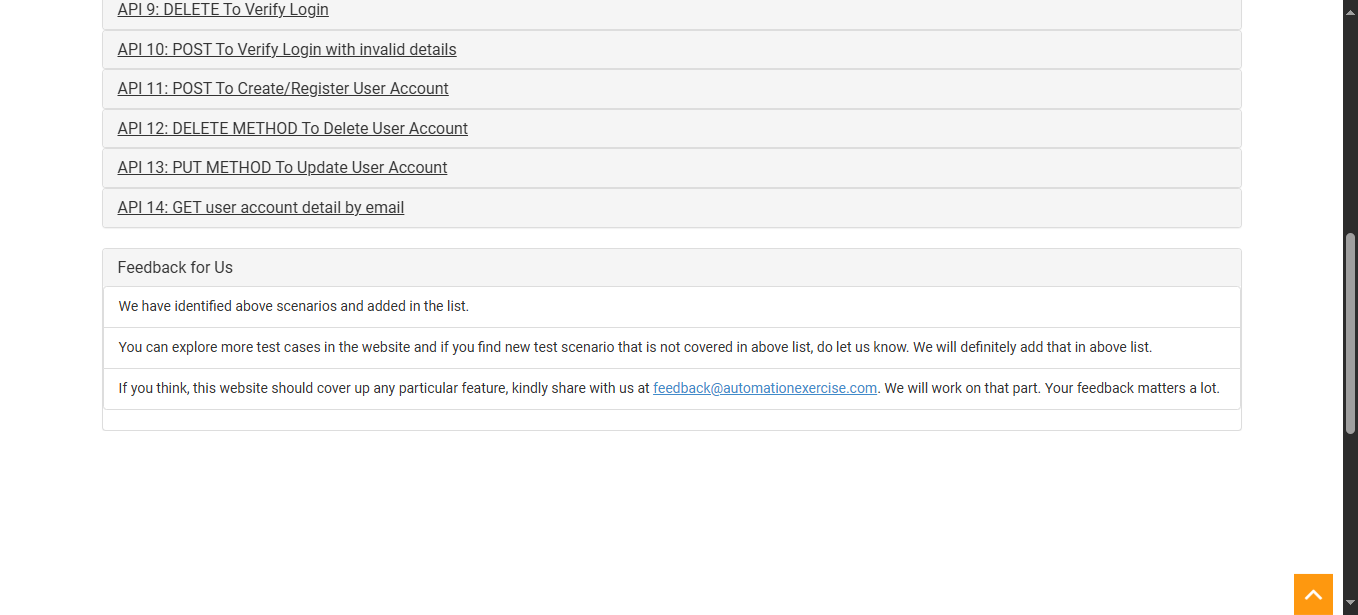 API 9: DELETE To Verify Login
API 10: POST To Verify Login with invalid details
API 11: POST To Create/Register User Account
API 12: DELETE METHOD To Delete User Account
API 13: PUT METHOD To Update User Account
API 14: GET user account detail by email
Feedback for Us
We have identified above scenarios and added in the list.
You can explore more test cases in the website and if you find new test scenario that is not covered in above list, do let us know. We will definitely add that in above list.
If you think, this website should cover up any particular feature, kindly share with us at feedback@automationexercise.com. We will work on that part. Your feedback matters a lot.